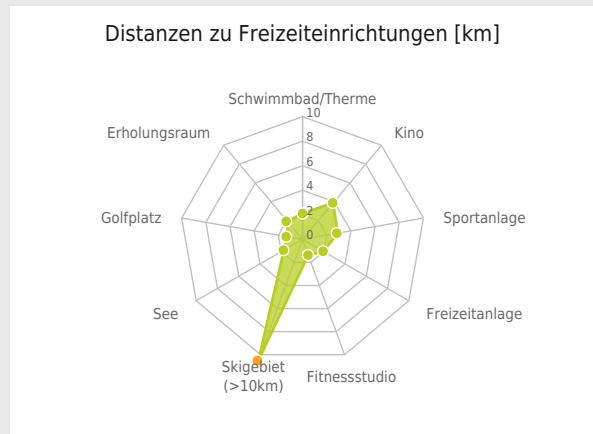 Distanzen zu Freizeiteinrichtungen [km]
Schwimmbad/Therme
10
8
6
4
2
0
Kino
Erholungsraum
Sportanlage
Golfplatz
Freizeitanlage
See
Fitnessstudio
Skigebiet
(>10km)